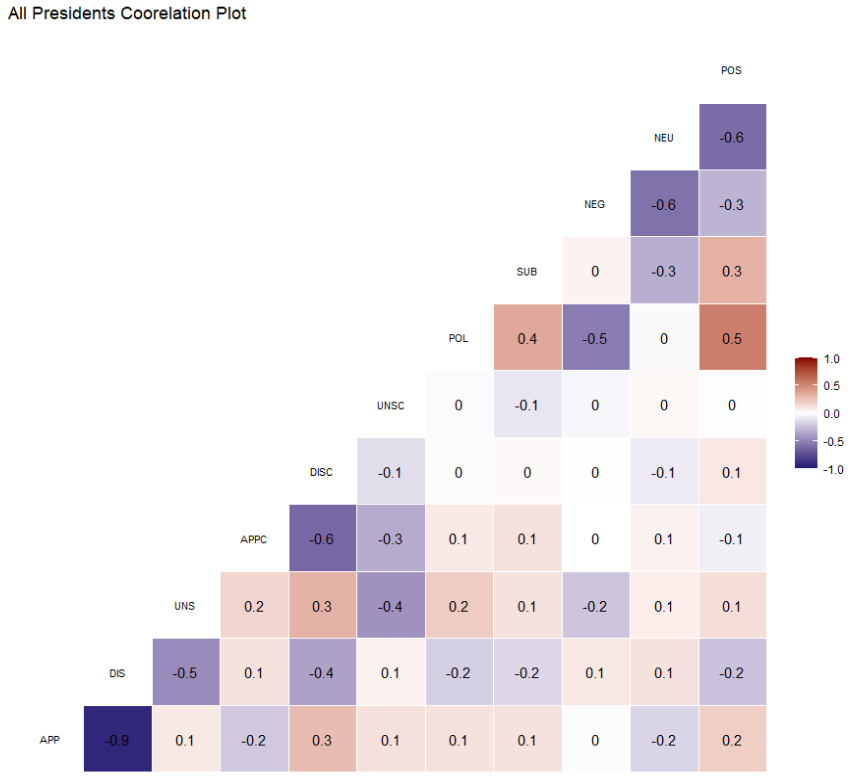 All Presidents Coorelation Plot
POS
NEU -0.6
NEG -0.6 -0.3
SUB 0 -0.3 0.3
POL 0.4 -0.5 0 0.5
1.0
0.5
0.0
-0.5
-1.0
UNSC 0 -0.1 0 0 0
DISC -0.1 0 0 0 -0.1 0.1
APPC -0.6 -0.3 0.1 0.1 0 0.1 -0.1
UNS 0.2 0.3 -0.4 0.2 0.1 -0.2 0.1 0.1
DIS -0.5 0.1 -0.4 0.1 -0.2 -0.2 0.1 0.1 -0.2
APP -0.9 0.1 -0.2 0.3 0.1 0.1 0.1 0 -0.2 0.2